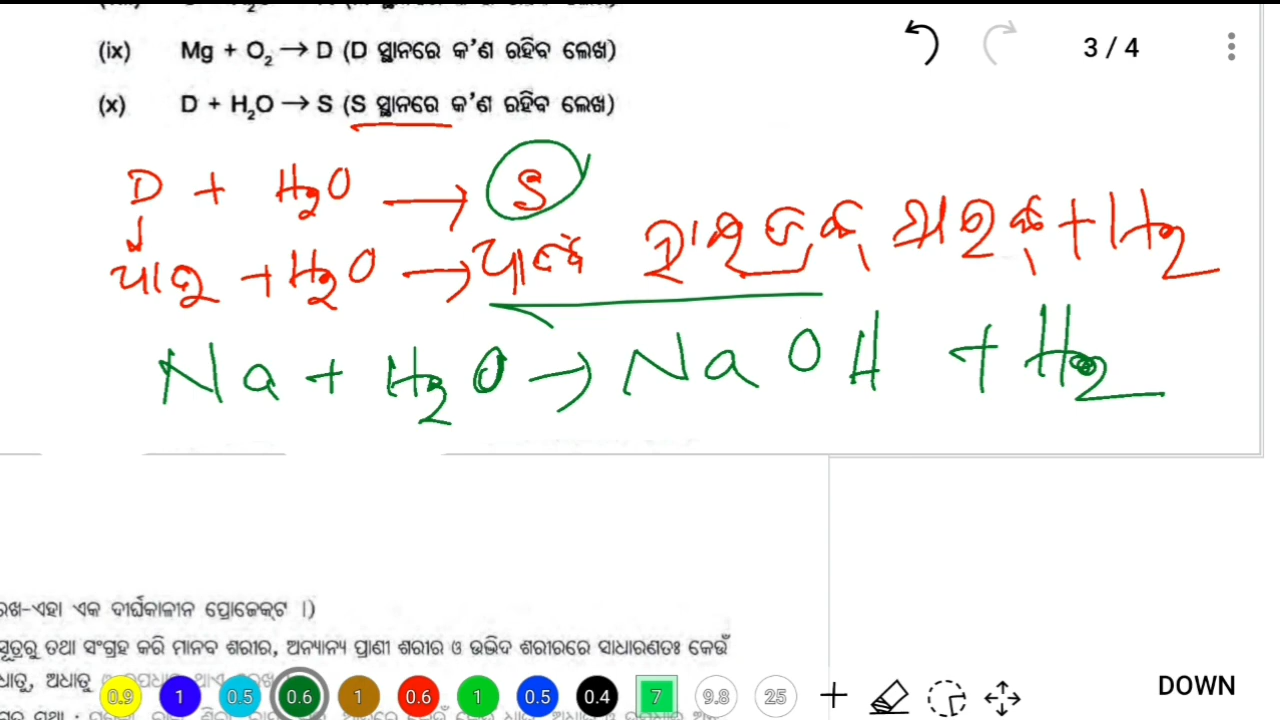 (ix) Mg + O₂ → D (D ସ୍ଥାନରେ କ'ଣ ରହିବ ଲେଖ)
3 / 4
(x) D + H₂O → S (S ସ୍ଥାନରେ କ'ଣ ରହିବ ଲେଖ)
D + H₂O → S
ଧାତୁ + H₂O → ଧାତବ ହାଇଡ୍ରକ୍ସାଇଡ୍ + H₂
Na + H₂O → NaOH + H₂
ଏହା ଏକ ଦୀର୍ଘକାଳୀନ ପ୍ରୋଜେକ୍ଟ ।)
ସୂତ୍ରରୁ ତଥ୍ୟ ସଂଗ୍ରହ କରି ମାନବ ଶରୀର, ଅନ୍ୟାନ୍ୟ ପ୍ରାଣୀ ଶରୀର ଓ ଉଦ୍ଭିଦ ଶରୀରରେ ସାଧାରଣତଃ କେଉଁ
ଧାତୁ, ଅଧାତୁ
0.9 1 0.5 0.6 1 0.6 1 0.5 0.4 7 9.8 25
DOWN